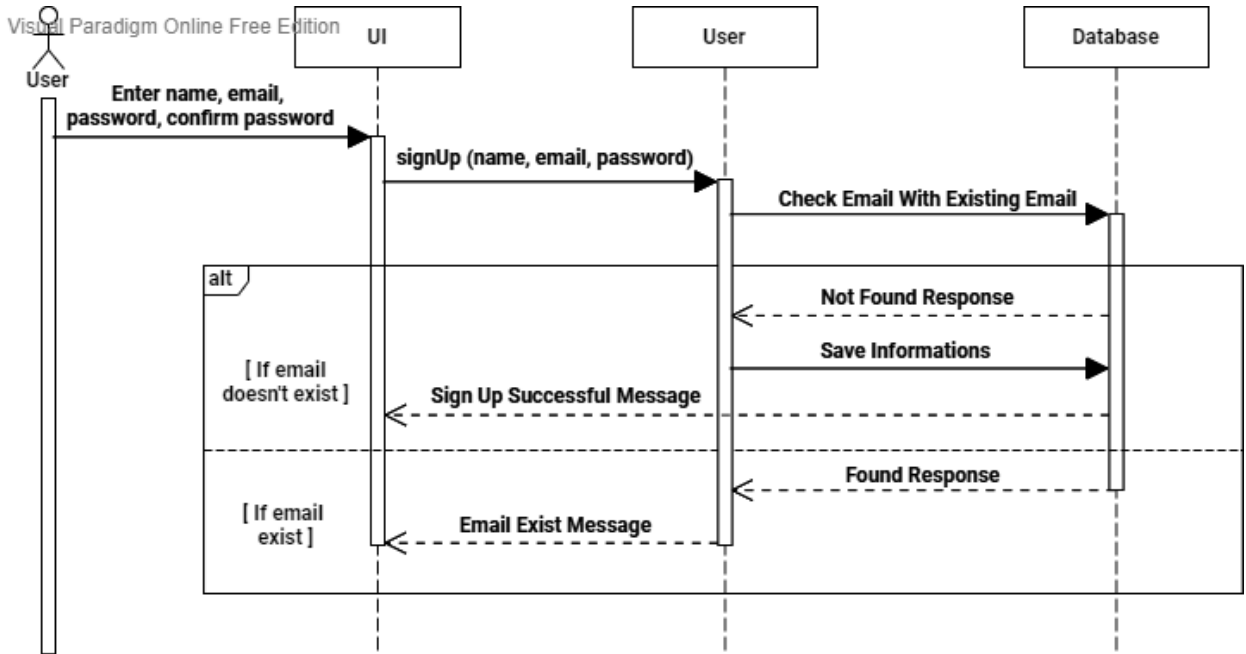 Visual Paradigm Online Free Edition
UI
User
Database
User
Enter name, email,
password, confirm password
signUp (name, email, password)
Check Email With Existing Email
alt
Not Found Response
Save Informations
[ If email
doesn't exist ]
Sign Up Successful Message
Found Response
[ If email
exist ]
Email Exist Message